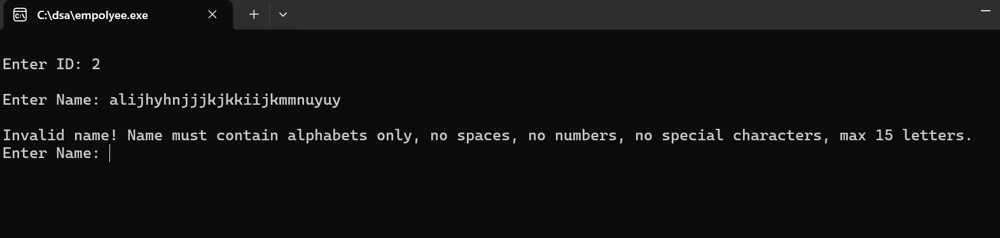 C:\dsa\empolyee.exe
Enter ID: 2
Enter Name: alijhyhnjjjkjkkiijkmmnuyuy
Invalid name! Name must contain alphabets only, no spaces, no numbers, no special characters, max 15 letters.
Enter Name: